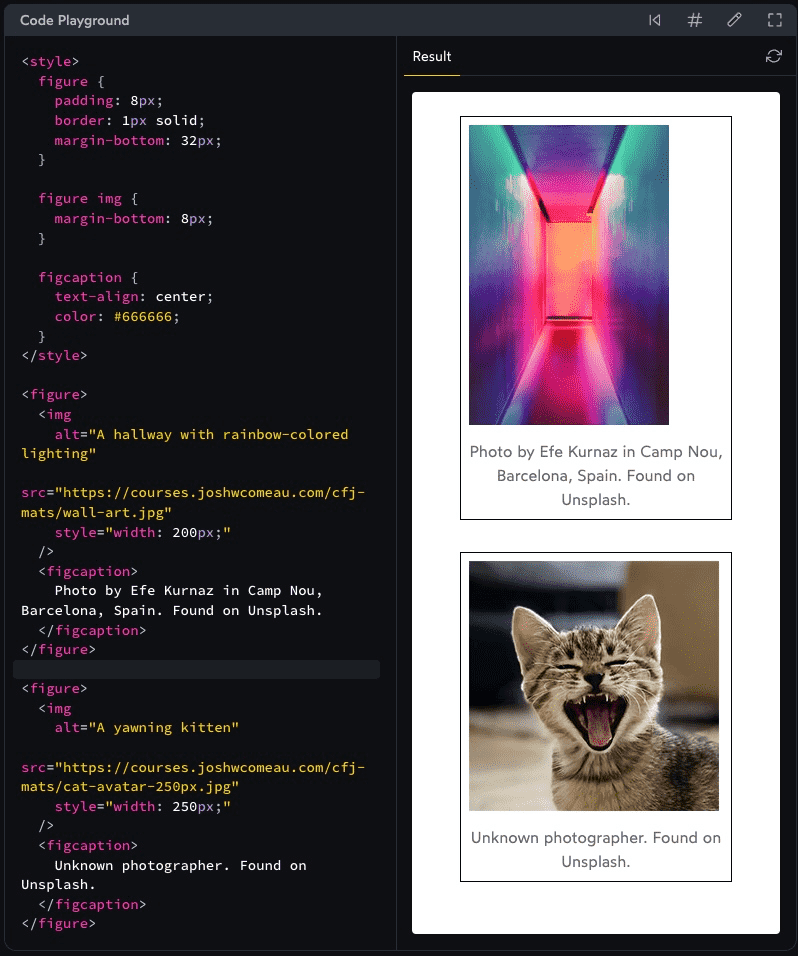 Code Playground
<style>
figure {
padding: 8px;
border: 1px solid;
margin-bottom: 32px;
}
figure img {
margin-bottom: 8px;
}
figcaption {
text-align: center;
color: #666666;
}
</style>
<figure>
<img
alt="A hallway with rainbow-colored
lighting"
src="https://courses.joshwcomeau.com/cfj-
mats/wall-art.jpg"
style="width: 200px;"
/>
<figcaption>
Photo by Efe Kurnaz in Camp Nou,
Barcelona, Spain. Found on Unsplash.
</figcaption>
</figure>
<figure>
<img
alt="A yawning kitten"
src="https://courses.joshwcomeau.com/cfj-
mats/cat-avatar-250px.jpg"
style="width: 250px;"
/>
<figcaption>
Unknown photographer. Found on
Unsplash.
</figcaption>
</figure>
Result
Photo by Efe Kurnaz in Camp Nou,
Barcelona, Spain. Found on
Unsplash.
Unknown photographer. Found on
Unsplash.